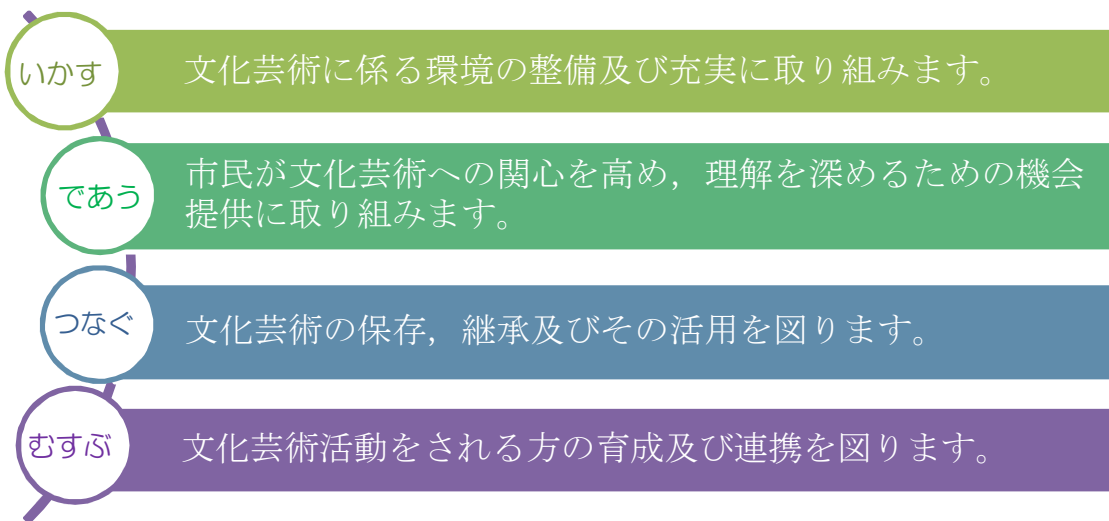 いかす
文化芸術に係る環境の整備及び充実に取り組みます。
であう
市民が文化芸術への関心を高め，理解を深めるための機会
提供に取り組みます。
つなぐ
文化芸術の保存，継承及びその活用を図ります。
むすぶ
文化芸術活動をされる方の育成及び連携を図ります。